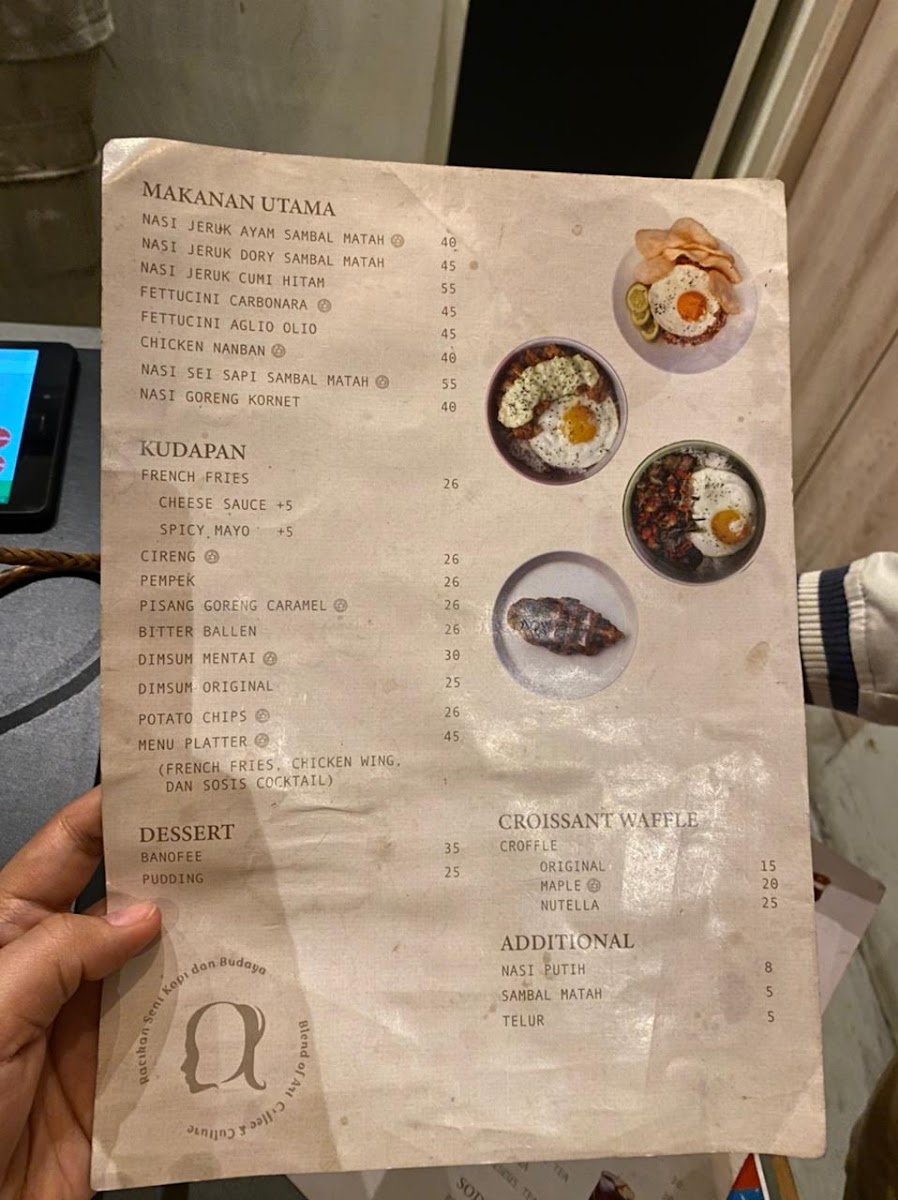 MAKANAN UTAMA
NASI JERUK AYAM SAMBAL MATAH 40
NASI JERUK DORY SAMBAL MATAH 45
NASI JERUK CUMI HITAM 55
FETTUCINI CARBONARA 45
FETTUCINI AGLIO OLIO 45
CHICKEN NANBAN 40
NASI SEI SAPI SAMBAL MATAH 55
NASI GORENG KORNET 40
KUDAPAN
FRENCH FRIES 26
CHEESE SAUCE +5
SPICY MAYO +5
CIRENG 26
PEMPEK 26
PISANG GORENG CARAMEL 26
BITTER BALLEN 26
DIMSUM MENTAI 30
DIMSUM ORIGINAL 25
POTATO CHIPS 26
MENU PLATTER 45
(FRENCH FRIES, CHICKEN WING,
DAN SOSIS COCKTAIL)
DESSERT
BANOFEE 35
PUDDING 25
CROISSANT WAFFLE
CROFFLE
ORIGINAL 15
MAPLE 20
NUTELLA 25
ADDITIONAL
NASI PUTIH 8
SAMBAL MATAH 5
TELUR 5
Racikan Seni Kopi dan Budaya
Blend of Art Coffee & Culture